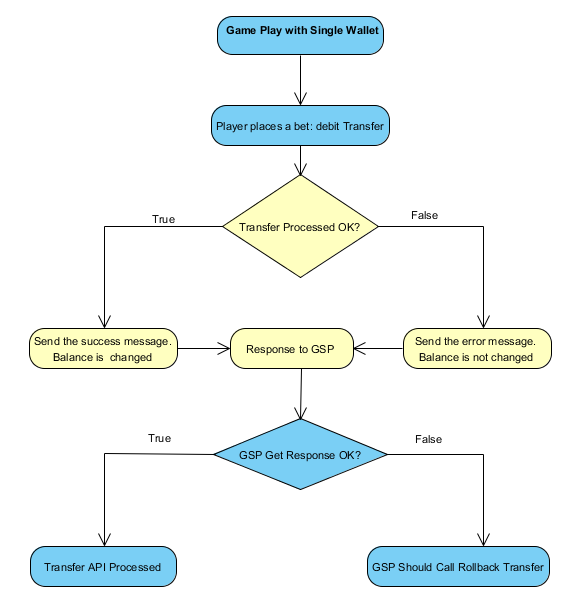 Game Play with Single Wallet
Player places a bet: debit Transfer
Transfer Processed OK?
True
False
Send the success message.
Balance is changed
Response to GSP
Send the error message.
Balance is not changed
GSP Get Response OK?
True
False
Transfer API Processed
GSP Should Call Rollback Transfer